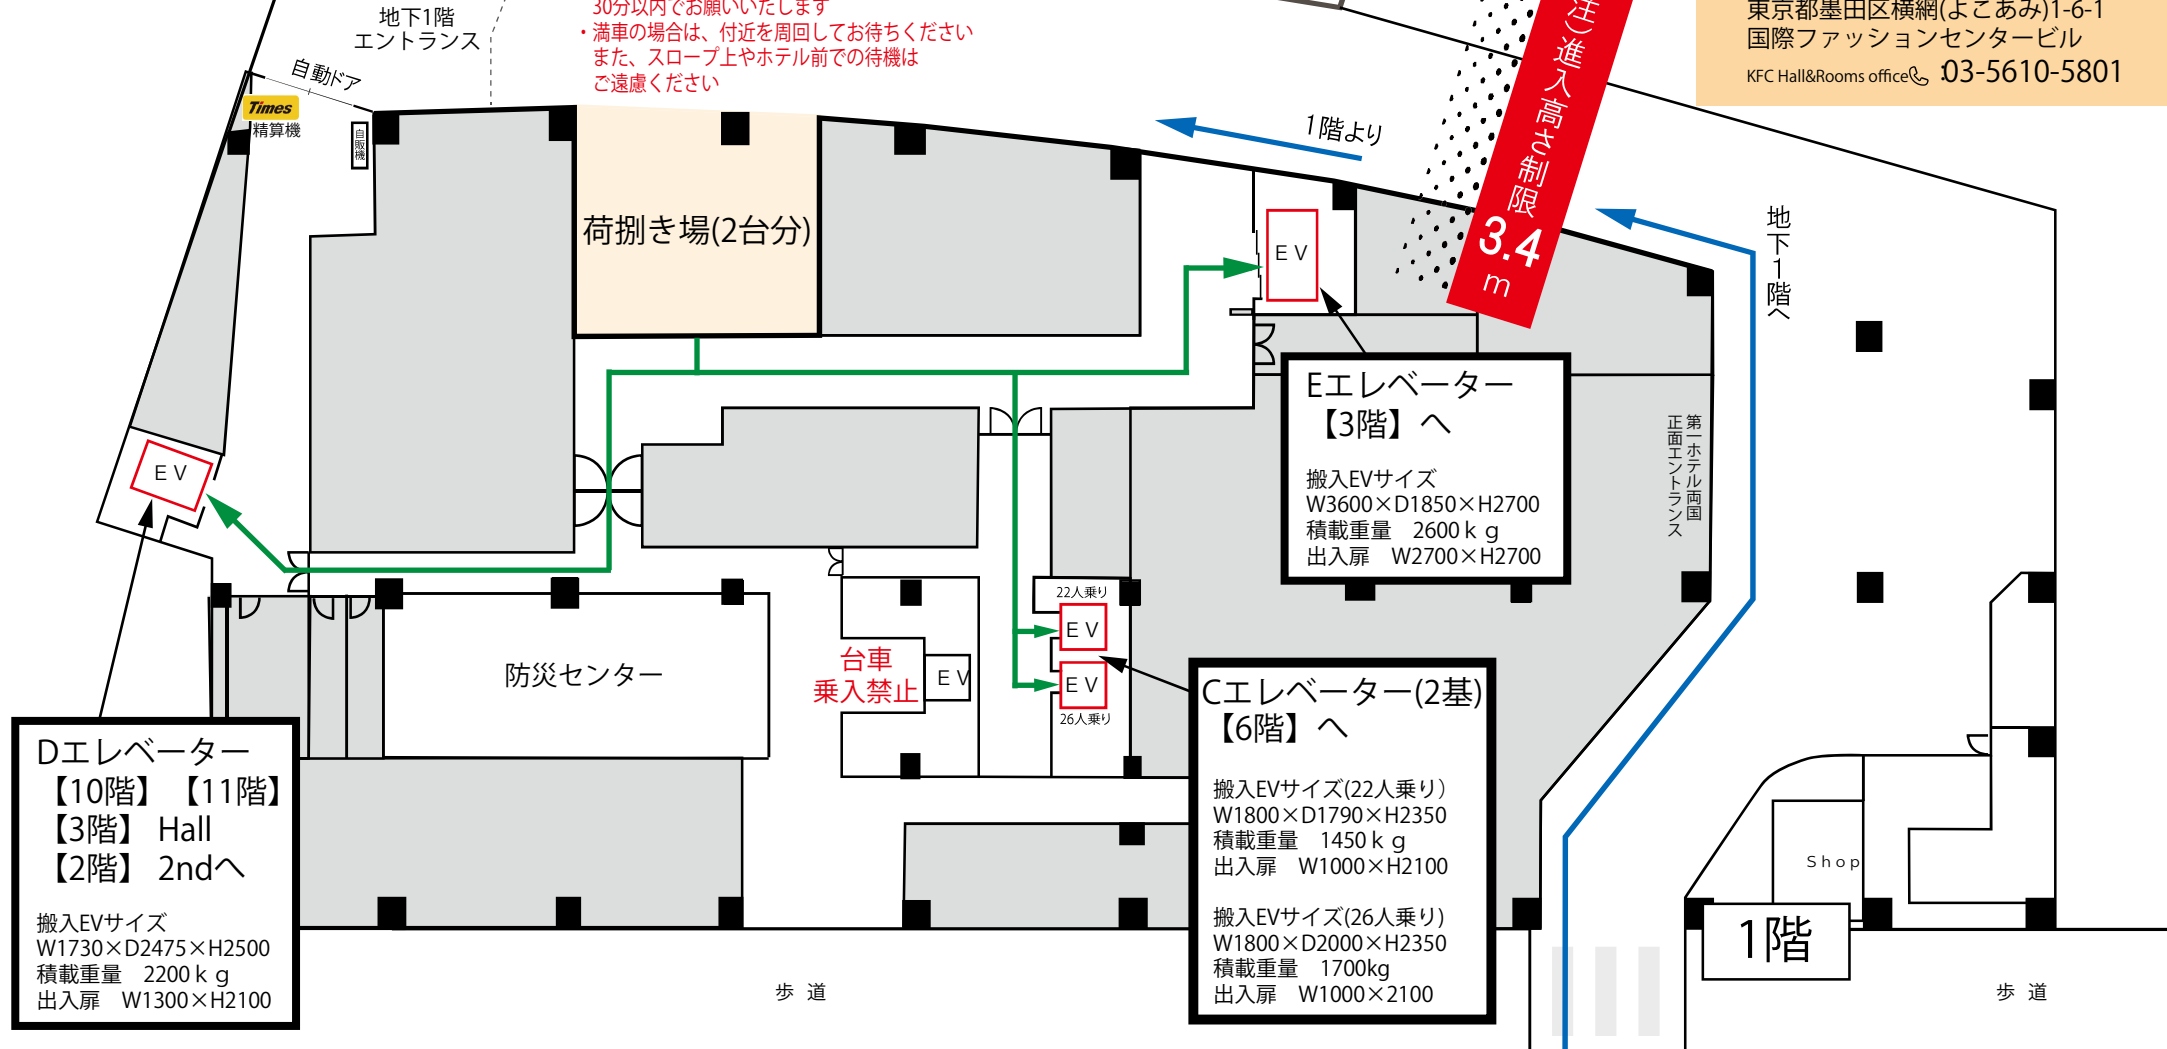 30分以内でお願いいたします
・満車の場合は、付近を周回してお待ちください
また、スロープ上やホテル前での待機は
ご遠慮ください
地下1階
エントランス
自動ドア
Times
精算機
自販機
注)進入高さ制限
3.4
m
東京都墨田区横網(よこあみ)1-6-1
国際ファッションセンタービル
KFC Hall&Rooms office :03-5610-5801
1階より
荷捌き場(2台分)
EV
地下1階へ
Eエレベーター
【3階】へ
搬入EVサイズ
W3600×D1850×H2700
積載重量 2600kg
出入扉 W2700×H2700
第一ホテル両国
正面エントランス
EV
22人乗り
EV
EV
26人乗り
防災センター
台車
乗入禁止
EV
Cエレベーター(2基)
【6階】へ
搬入EVサイズ(22人乗り)
W1800×D1790×H2350
積載重量 1450kg
出入扉 W1000×H2100
搬入EVサイズ(26人乗り)
W1800×D2000×H2350
積載重量 1700kg
出入扉 W1000×2100
Dエレベーター
【10階】【11階】
【3階】Hall
【2階】2ndへ
搬入EVサイズ
W1730×D2475×H2500
積載重量 2200kg
出入扉 W1300×H2100
Shop
1階
歩道
歩道